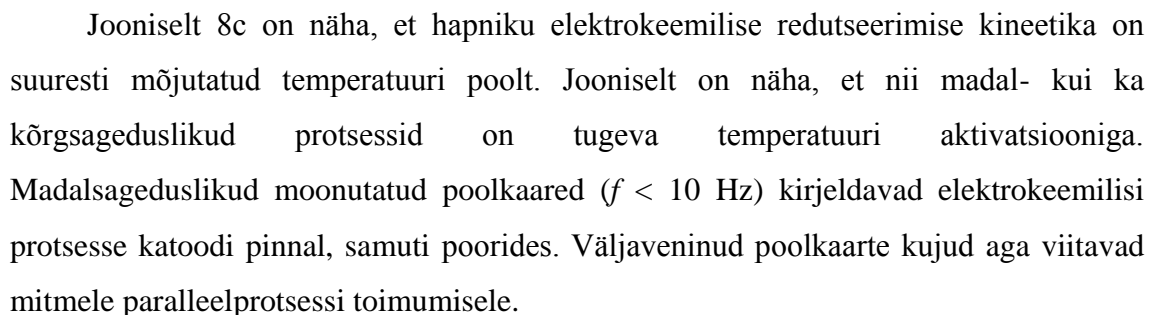 Jooniselt 8c on näha, et hapniku elektrokeemilise redutseerimise kineetika on
suuresti mõjutatud temperatuuri poolt. Jooniselt on näha, et nii madal- kui ka
kõrgsageduslikud protsessid on tugeva temperatuuri aktivatsiooniga.
Madalsageduslikud moonutatud poolkaared (f < 10 Hz) kirjeldavad elektrokeemilisi
protsesse katoodi pinnal, samuti poorides. Väljaveninud poolkaarte kujud aga viitavad
mitmele paralleelprotsessi toimumisele.